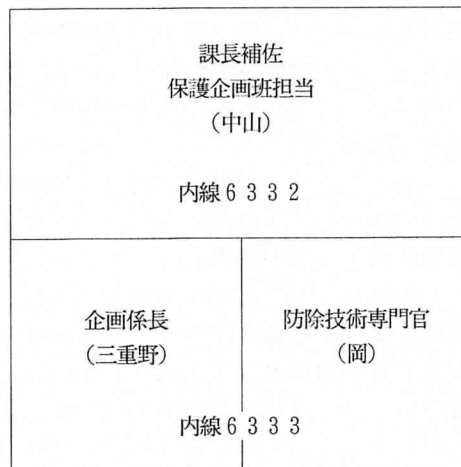 課長補佐
保護企画班担当
（中山）
内線６３３２
企画係長
（三重野）
防除技術専門官
（岡）
内線６３３３